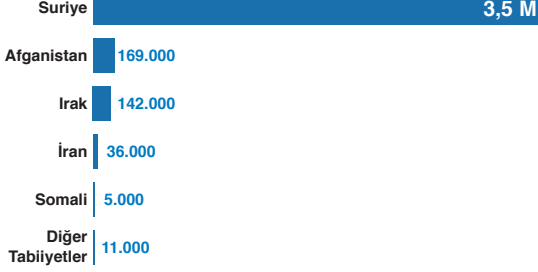 Suriye 3,5 M
Afganistan 169.000
Irak 142.000
İran 36.000
Somali 5.000
Diğer
Tabiiyetler 11.000